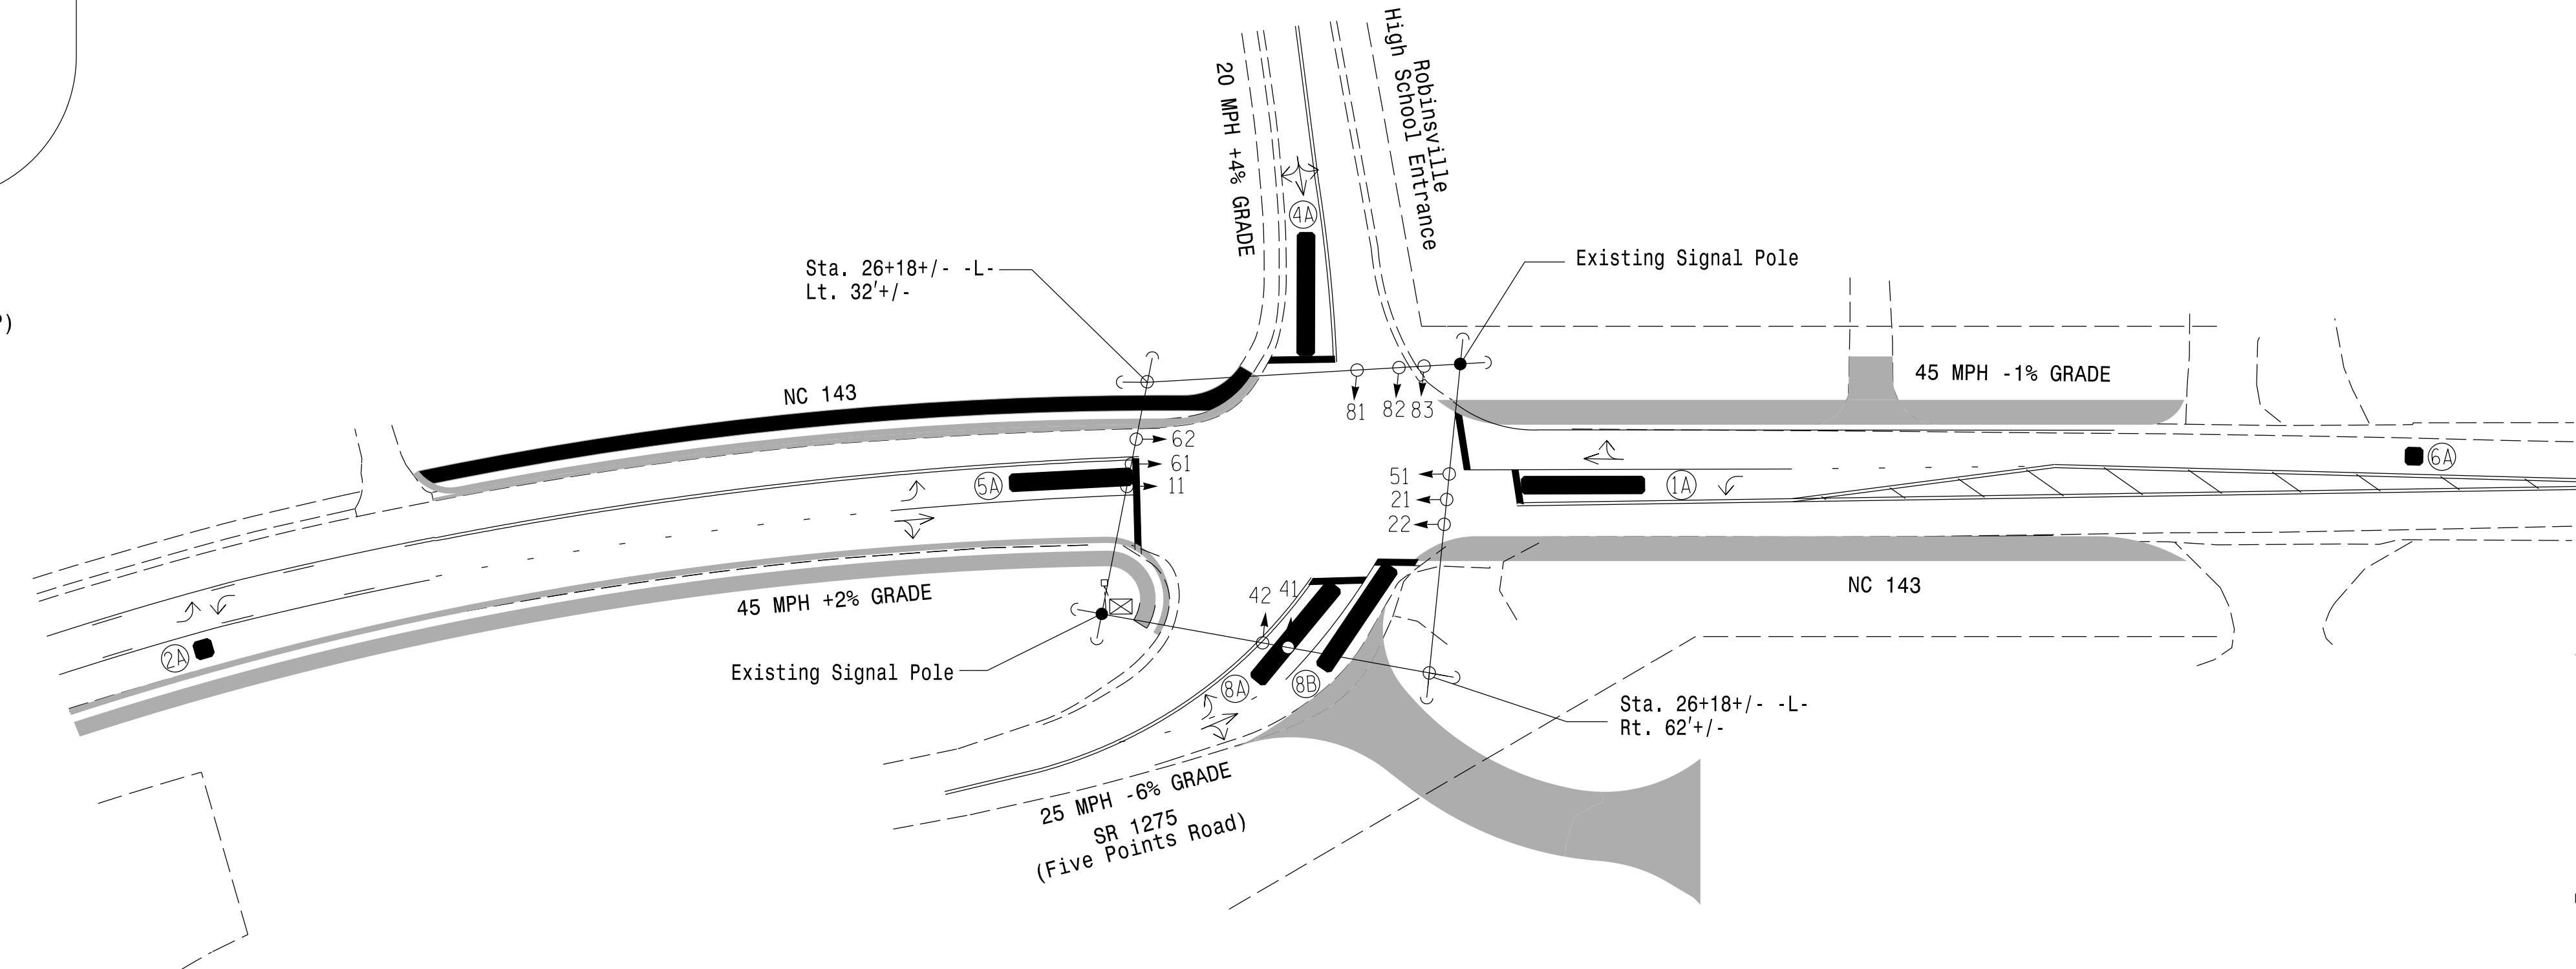 High School Entrance
Robinsville
20 MPH +4% GRADE
4A
Existing Signal Pole
Sta. 26+18+/- -L-
Lt. 32'+/-
)
NC 143
45 MPH -1% GRADE
81
82
83
62
61
11
5A
51
21
22
1A
6A
45 MPH +2% GRADE
NC 143
42
41
2A
Existing Signal Pole
8A
8B
Sta. 26+18+/- -L-
Rt. 62'+/-
25 MPH -6% GRADE
SR 1275
(Five Points Road)